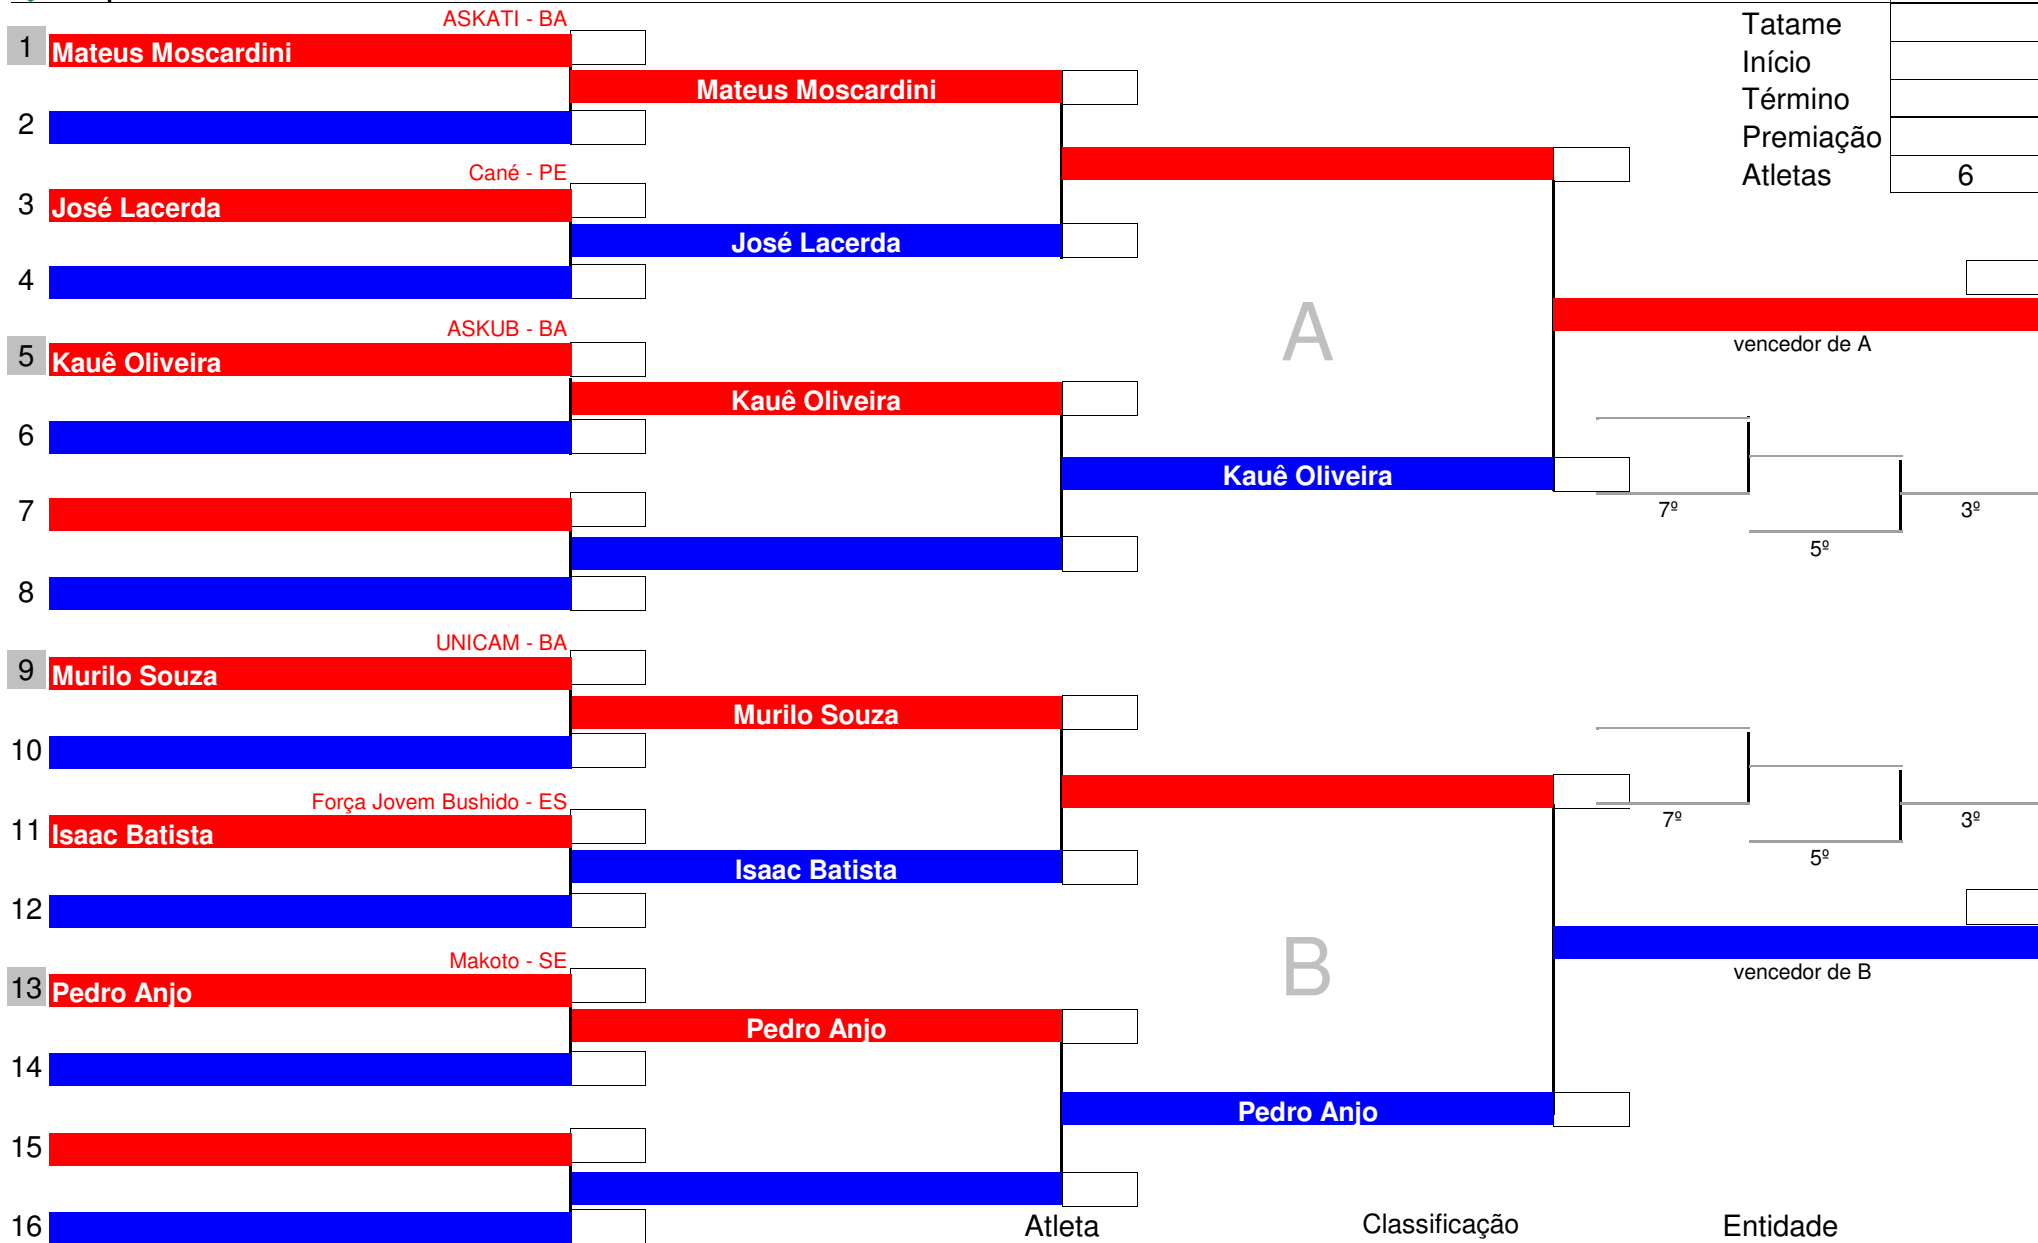 ASKATI - BA
1 Mateus Moscardini
Mateus Moscardini
2
Cané - PE
3 José Lacerda
José Lacerda
4
ASKUB - BA
5 Kauê Oliveira
Kauê Oliveira
6
Kauê Oliveira
7
8
A
Tatame
Início
Término
Premiação
Atletas 6
vencedor de A
7º
3º
5º
UNICAM - BA
9 Murilo Souza
Murilo Souza
10
Força Jovem Bushido - ES
11 Isaac Batista
Isaac Batista
12
Makoto - SE
13 Pedro Anjo
Pedro Anjo
14
Pedro Anjo
15
16
B
7º
3º
5º
vencedor de B
Atleta Classificação Entidade